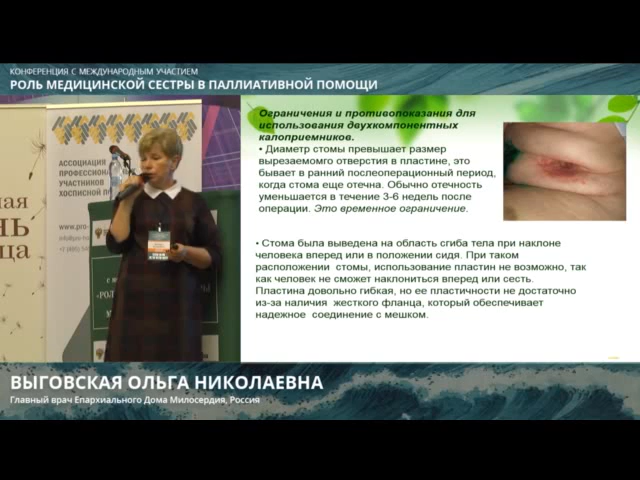 КОНФЕРЕНЦИЯ С МЕЖДУНАРОДНЫМ УЧАСТИЕМ
РОЛЬ МЕДИЦИНСКОЙ СЕСТРЫ В ПАЛЛИАТИВНОЙ ПОМОЩИ
АССОЦИАЦИЯ
ПРОФЕССИОНА
УЧАСТНИКОВ
ХОСПИСНОЙ П
www.pro-
Ограничения и противопоказания для
использования двухкомпонентных
калоприемников.
• Диаметр стомы превышает размер
вырезаемомго отверстия в пластине, это
бывает в ранний послеоперационный период,
когда стома еще отечна. Обычно отечность
уменьшается в течение 3-6 недель после
операции. Это временное ограничение.
• Стома была выведена на область сгиба тела при наклоне
человека вперед или в положении сидя. При таком
расположении стомы, использование пластин не возможно, так
как человек не сможет наклониться вперед или сесть.
Пластина довольно гибкая, но ее пластичности не достаточно
из-за наличия жесткого фланца, который обеспечивает
надежное соединение с мешком.
ВЫГОВСКАЯ ОЛЬГА НИКОЛАЕВНА
Главный врач Епархиального Дома Милосердия, Россия